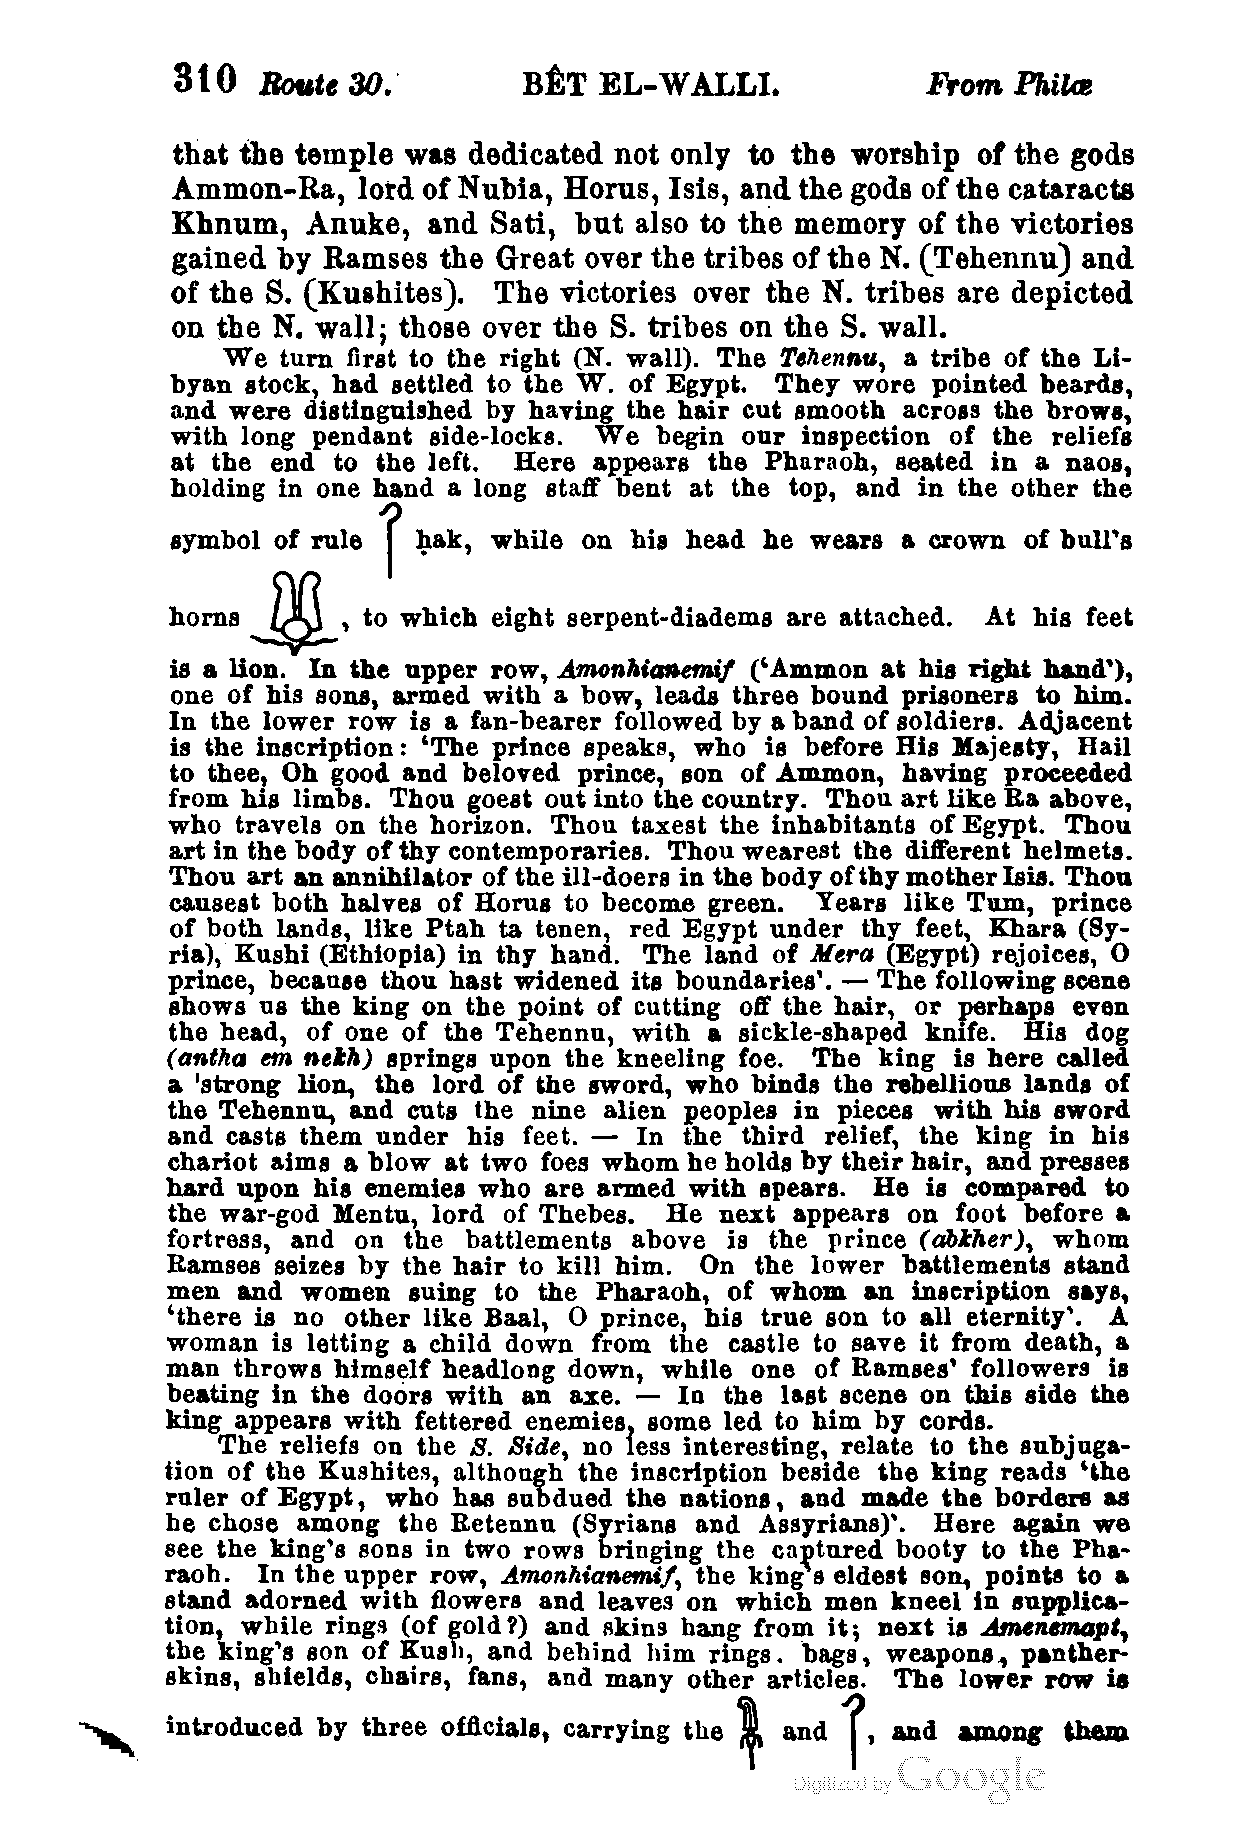 310 Route 30. BÊT EL-WALLI. From Philæ
that the temple was dedicated not only to the worship of the gods
Ammon-Ra, lord of Nubia, Horus, Isis, and the gods of the cataracts
Khnum, Anuke, and Sati, but also to the memory of the victories
gained by Ramses the Great over the tribes of the N. (Tehennu) and
of the S. (Kushites). The victories over the N. tribes are depicted
on the N. wall; those over the S. tribes on the S. wall.
We turn first to the right (N. wall). The Tehennu, a tribe of the Li-
byan stock, had settled to the W. of Egypt. They wore pointed beards,
and were distinguished by having the hair cut smooth across the brows,
with long pendant side-locks. We begin our inspection of the reliefs
at the end to the left. Here appears the Pharaoh, seated in a naos,
holding in one hand a long staff bent at the top, and in the other the
symbol of rule ḥak, while on his head he wears a crown of bull's
horns , to which eight serpent-diadems are attached. At his feet
is a lion. In the upper row, Amonhianemif ('Ammon at his right hand'),
one of his sons, armed with a bow, leads three bound prisoners to him.
In the lower row is a fan-bearer followed by a band of soldiers. Adjacent
is the inscription: 'The prince speaks, who is before His Majesty, Hail
to thee, Oh good and beloved prince, son of Ammon, having proceeded
from his limbs. Thou goest out into the country. Thou art like Ra above,
who travels on the horizon. Thou taxest the inhabitants of Egypt. Thou
art in the body of thy contemporaries. Thou wearest the different helmets.
Thou art an annihilator of the ill-doers in the body of thy mother Isis. Thou
causest both halves of Horus to become green. Years like Tum, prince
of both lands, like Ptah ta tenen, red Egypt under thy feet, Khara (Sy-
ria), Kushi (Ethiopia) in thy hand. The land of Mera (Egypt) rejoices, O
prince, because thou hast widened its boundaries'. — The following scene
shows us the king on the point of cutting off the hair, or perhaps even
the head, of one of the Tehennu, with a sickle-shaped knife. His dog
(antha em nekh) springs upon the kneeling foe. The king is here called
a 'strong lion, the lord of the sword, who binds the rebellious lands of
the Tehennu, and cuts the nine alien peoples in pieces with his sword
and casts them under his feet. — In the third relief, the king in his
chariot aims a blow at two foes whom he holds by their hair, and presses
hard upon his enemies who are armed with spears. He is compared to
the war-god Mentu, lord of Thebes. He next appears on foot before a
fortress, and on the battlements above is the prince (abkher), whom
Ramses seizes by the hair to kill him. On the lower battlements stand
men and women suing to the Pharaoh, of whom an inscription says,
'there is no other like Baal, O prince, his true son to all eternity'. A
woman is letting a child down from the castle to save it from death, a
man throws himself headlong down, while one of Ramses' followers is
beating in the doors with an axe. — In the last scene on this side the
king appears with fettered enemies, some led to him by cords.
The reliefs on the S. Side, no less interesting, relate to the subjuga-
tion of the Kushites, although the inscription beside the king reads 'the
ruler of Egypt, who has subdued the nations, and made the borders as
he chose among the Retennu (Syrians and Assyrians)'. Here again we
see the king's sons in two rows bringing the captured booty to the Pha-
raoh. In the upper row, Amonhianemif, the king's eldest son, points to a
stand adorned with flowers and leaves on which men kneel in supplica-
tion, while rings (of gold?) and skins hang from it; next is Amenemapt,
the king's son of Kush, and behind him rings. bags, weapons, panther-
skins, shields, chairs, fans, and many other articles. The lower row is
introduced by three officials, carrying the and , and among them
Digitized by Google